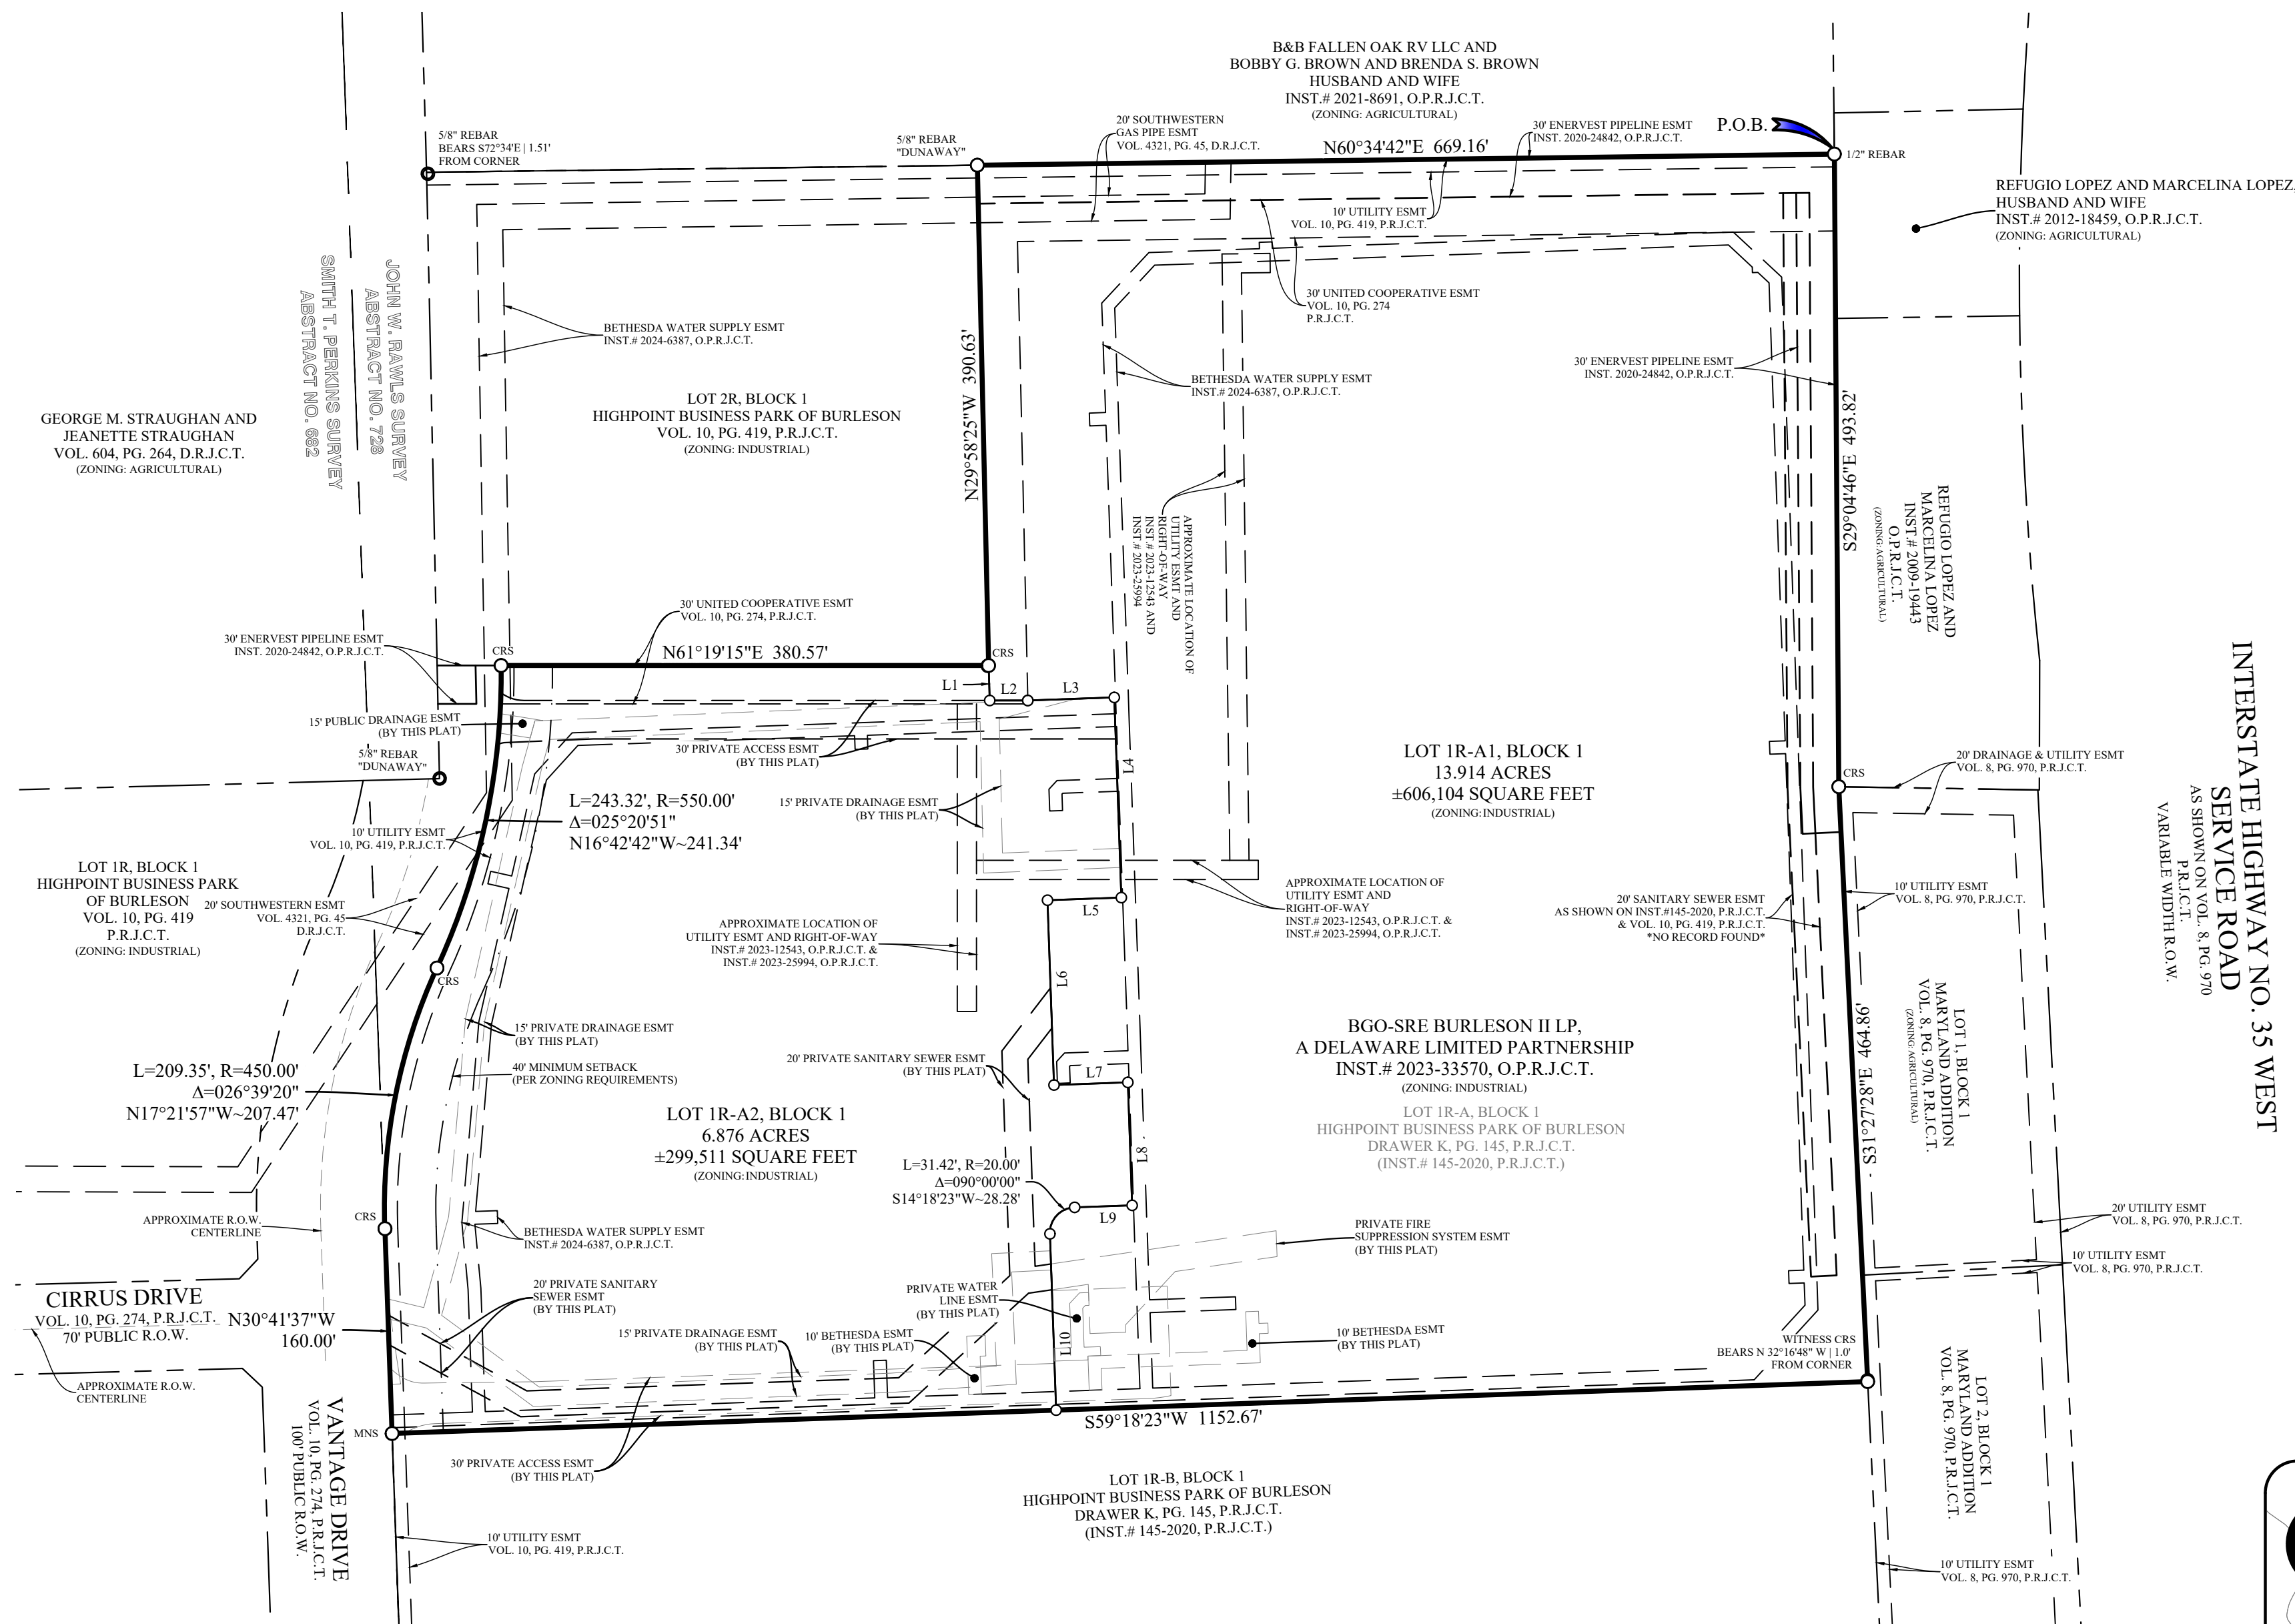 B&B FALLEN OAK RV LLC AND
BOBBY G. BROWN AND BRENDA S. BROWN
HUSBAND AND WIFE
INST.# 2021-8691, O.P.R.J.C.T.
(ZONING: AGRICULTURAL)
5/8" REBAR
BEARS S72°34'E | 1.51'
FROM CORNER
5/8" REBAR
"DUNAWAY"
20' SOUTHWESTERN
GAS PIPE ESMT
VOL. 4321, PG. 45, D.R.J.C.T.
N60°34'42"E 669.16'
30' ENERVEST PIPELINE ESMT
INST. 2020-24842, O.P.R.J.C.T.
P.O.B.
1/2" REBAR
REFUGIO LOPEZ AND MARCELINA LOPEZ,
HUSBAND AND WIFE
INST.# 2012-18459, O.P.R.J.C.T.
(ZONING: AGRICULTURAL)
10' UTILITY ESMT
VOL. 10, PG. 419, P.R.J.C.T.
JOHN W. RAWLS SURVEY
ABSTRACT NO. 728
SMITH T. PERKINS SURVEY
ABSTRACT NO. 682
30' UNITED COOPERATIVE ESMT
VOL. 10, PG. 274
P.R.J.C.T.
BETHESDA WATER SUPPLY ESMT
INST.# 2024-6387, O.P.R.J.C.T.
N29°58'25"W 390.63'
BETHESDA WATER SUPPLY ESMT
INST.# 2024-6387, O.P.R.J.C.T.
30' ENERVEST PIPELINE ESMT
INST. 2020-24842, O.P.R.J.C.T.
S29°04'46"E 493.82'
GEORGE M. STRAUGHAN AND
JEANETTE STRAUGHAN
VOL. 604, PG. 264, D.R.J.C.T.
(ZONING: AGRICULTURAL)
LOT 2R, BLOCK 1
HIGHPOINT BUSINESS PARK OF BURLESON
VOL. 10, PG. 419, P.R.J.C.T.
(ZONING: INDUSTRIAL)
APPROXIMATE LOCATION OF
UTILITY ESMT AND
RIGHT-OF-WAY
INST.# 2023-12543 AND
INST.# 2023-25994
REFUGIO LOPEZ AND
MARCELINA LOPEZ
INST.# 2009-1943
O.P.R.J.C.T.
(ZONING:AGRICULTURAL)
30' UNITED COOPERATIVE ESMT
VOL. 10, PG. 274, P.R.J.C.T.
30' ENERVEST PIPELINE ESMT
INST. 2020-24842, O.P.R.J.C.T.
CRS
N61°19'15"E 380.57'
CRS
L1
L2
L3
15' PUBLIC DRAINAGE ESMT
(BY THIS PLAT)
5/8" REBAR
"DUNAWAY"
30' PRIVATE ACCESS ESMT
(BY THIS PLAT)
L4
LOT 1R-A1, BLOCK 1
13.914 ACRES
±606,104 SQUARE FEET
(ZONING:INDUSTRIAL)
CRS
20' DRAINAGE & UTILITY ESMT
VOL. 8, PG. 970, P.R.J.C.T.
INTERSTATE HIGHWAY NO. 35 WEST
SERVICE ROAD
AS SHOWN ON VOL. 8, PG. 970
P.R.J.C.T.
VARIABLE WIDTH R.O.W.
L=243.32', R=550.00'
Δ=025°20'51"
N16°42'42"W~241.34'
15' PRIVATE DRAINAGE ESMT
(BY THIS PLAT)
10' UTILITY ESMT
VOL. 10, PG. 419, P.R.J.C.T.
LOT 1R, BLOCK 1
HIGHPOINT BUSINESS PARK
OF BURLESON
VOL. 10, PG. 419
P.R.J.C.T.
(ZONING: INDUSTRIAL)
20' SOUTHWESTERN ESMT
VOL. 4321, PG. 45
D.R.J.C.T.
CRS
APPROXIMATE LOCATION OF
UTILITY ESMT AND RIGHT-OF-WAY
INST.# 2023-12543, O.P.R.J.C.T. &
INST.# 2023-25994, O.P.R.J.C.T.
L5
L6
APPROXIMATE LOCATION OF
UTILITY ESMT AND
RIGHT-OF-WAY
INST.# 2023-12543, O.P.R.J.C.T. &
INST.# 2023-25994, O.P.R.J.C.T.
20' SANITARY SEWER ESMT
AS SHOWN ON INST.#145-2020, P.R.J.C.T.
& VOL. 10, PG. 419, P.R.J.C.T.
*NO RECORD FOUND*
10' UTILITY ESMT
VOL. 8, PG. 970, P.R.J.C.T.
S31°27'28"E 464.86'
LOT 1, BLOCK 1
MARYLAND ADDITION
VOL. 8, PG. 970, P.R.J.C.T.
(ZONING:AGRICULTURAL)
15' PRIVATE DRAINAGE ESMT
(BY THIS PLAT)
40' MINIMUM SETBACK
(PER ZONING REQUIREMENTS)
20' PRIVATE SANITARY SEWER ESMT
(BY THIS PLAT)
L7
L8
BGO-SRE BURLESON II LP,
A DELAWARE LIMITED PARTNERSHIP
INST.# 2023-33570, O.P.R.J.C.T.
(ZONING: INDUSTRIAL)
LOT 1R-A, BLOCK 1
HIGHPOINT BUSINESS PARK OF BURLESON
DRAWER K, PG. 145, P.R.J.C.T.
(INST.# 145-2020, P.R.J.C.T.)
L=209.35', R=450.00'
Δ=026°39'20"
N17°21'57"W~207.47'
LOT 1R-A2, BLOCK 1
6.876 ACRES
±299,511 SQUARE FEET
(ZONING:INDUSTRIAL)
L=31.42', R=20.00'
Δ=090°00'00"
S14°18'23"W~28.28'
L9
CRS
APPROXIMATE R.O.W.
CENTERLINE
BETHESDA WATER SUPPLY ESMT
INST.# 2024-6387, O.P.R.J.C.T.
PRIVATE FIRE
SUPPRESSION SYSTEM ESMT
(BY THIS PLAT)
20' UTILITY ESMT
VOL. 8, PG. 970, P.R.J.C.T.
10' UTILITY ESMT
VOL. 8, PG. 970, P.R.J.C.T.
CIRRUS DRIVE
VOL. 10, PG. 274, P.R.J.C.T.
70' PUBLIC R.O.W.
N30°41'37"W
160.00'
20' PRIVATE SANITARY
SEWER ESMT
(BY THIS PLAT)
PRIVATE WATER
LINE ESMT
(BY THIS PLAT)
15' PRIVATE DRAINAGE ESMT
(BY THIS PLAT)
10' BETHESDA ESMT
(BY THIS PLAT)
L10
10' BETHESDA ESMT
(BY THIS PLAT)
WITNESS CRS
BEARS N 32°16'48" W | 1.0'
FROM CORNER
APPROXIMATE R.O.W.
CENTERLINE
MNS
S59°18'23"W 1152.67'
VANTAGE DRIVE
VOL. 10, PG. 274, P.R.J.C.T.
100' PUBLIC R.O.W.
30' PRIVATE ACCESS ESMT
(BY THIS PLAT)
LOT 1R-B, BLOCK 1
HIGHPOINT BUSINESS PARK OF BURLESON
DRAWER K, PG. 145, P.R.J.C.T.
(INST.# 145-2020, P.R.J.C.T.)
LOT 2, BLOCK 1
MARYLAND ADDITION
VOL. 8, PG. 970, P.R.J.C.T.
10' UTILITY ESMT
VOL. 10, PG. 419, P.R.J.C.T.
10' UTILITY ESMT
VOL. 8, PG. 970, P.R.J.C.T.